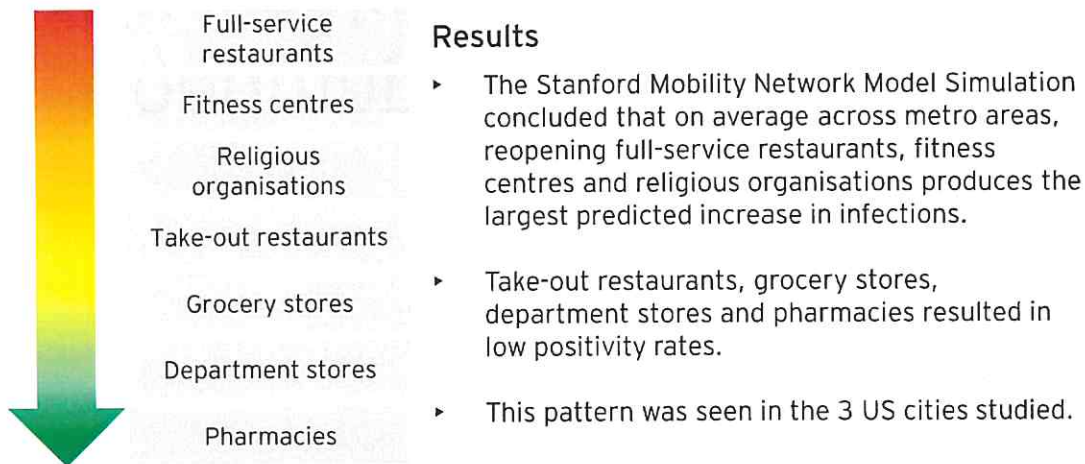 Full-service
restaurants
Fitness centres
Religious
organisations
Take-out restaurants
Grocery stores
Department stores
Pharmacies
Results
▸ The Stanford Mobility Network Model Simulation
concluded that on average across metro areas,
reopening full-service restaurants, fitness
centres and religious organisations produces the
largest predicted increase in infections.
▸ Take-out restaurants, grocery stores,
department stores and pharmacies resulted in
low positivity rates.
▸ This pattern was seen in the 3 US cities studied.